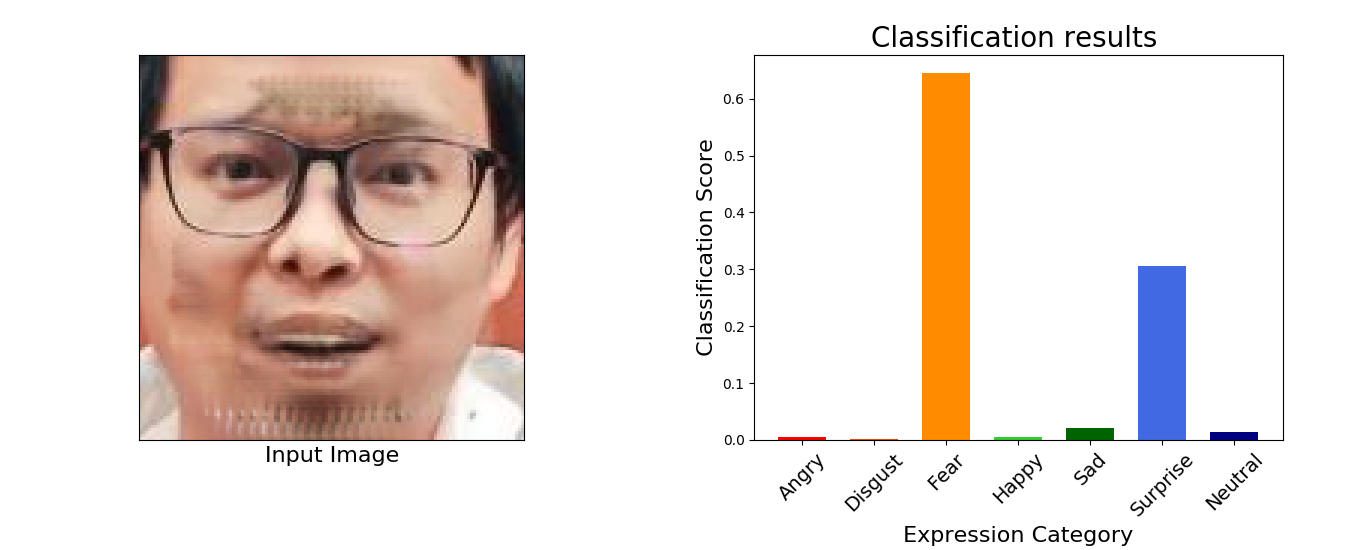 Classification results
Classification Score
0.6
0.5
0.4
0.3
0.2
0.1
0.0
Angry
Disgust
Fear
Happy
Sad
Surprise
Neutral
Expression Category
Input Image